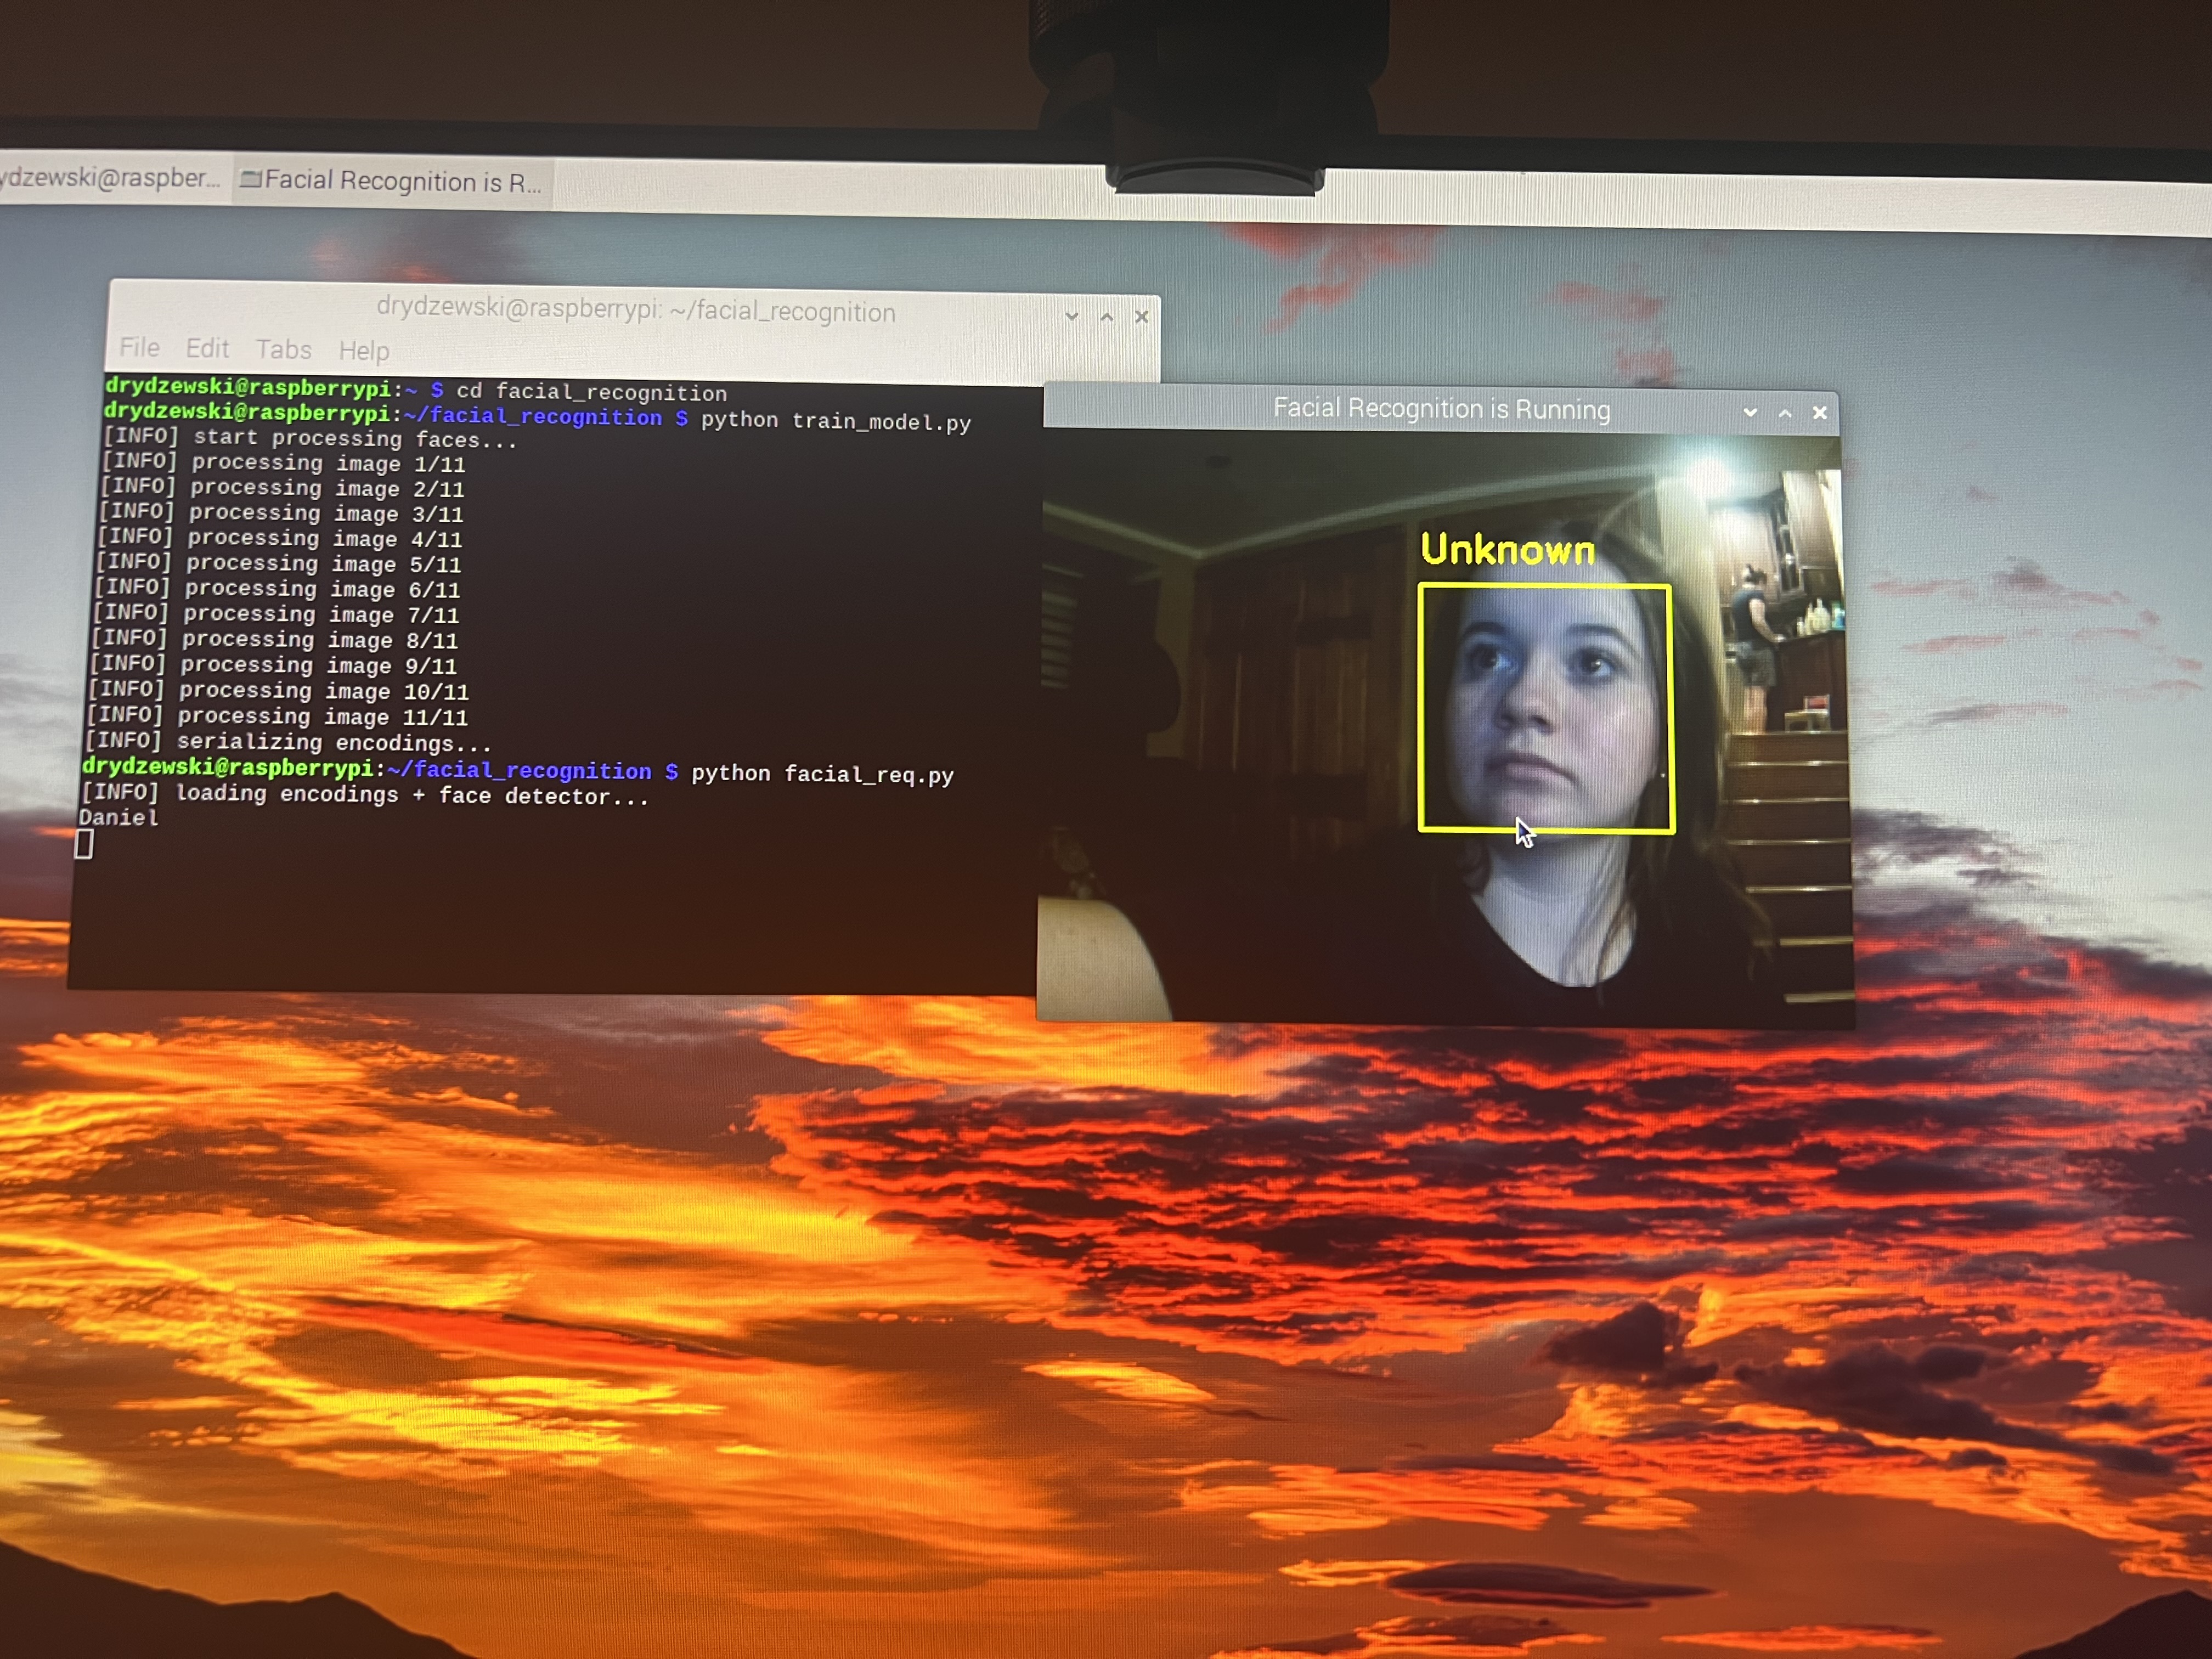 ydzewski@raspber...
Facial Recognition is R...
drydzewski@raspberrypi: ~/facial_recognition
File Edit Tabs Help
drydzewski@raspberrypi:~ $ cd facial_recognition
drydzewski@raspberrypi:~/facial_recognition $ python train_model.py
[INFO] start processing faces...
[INFO] processing image 1/11
[INFO] processing image 2/11
[INFO] processing image 3/11
[INFO] processing image 4/11
[INFO] processing image 5/11
[INFO] processing image 6/11
[INFO] processing image 7/11
[INFO] processing image 8/11
[INFO] processing image 9/11
[INFO] processing image 10/11
[INFO] processing image 11/11
[INFO] serializing encodings...
drydzewski@raspberrypi:~/facial_recognition $ python facial_req.py
[INFO] loading encodings + face detector...
Daniel
Facial Recognition is Running
Unknown